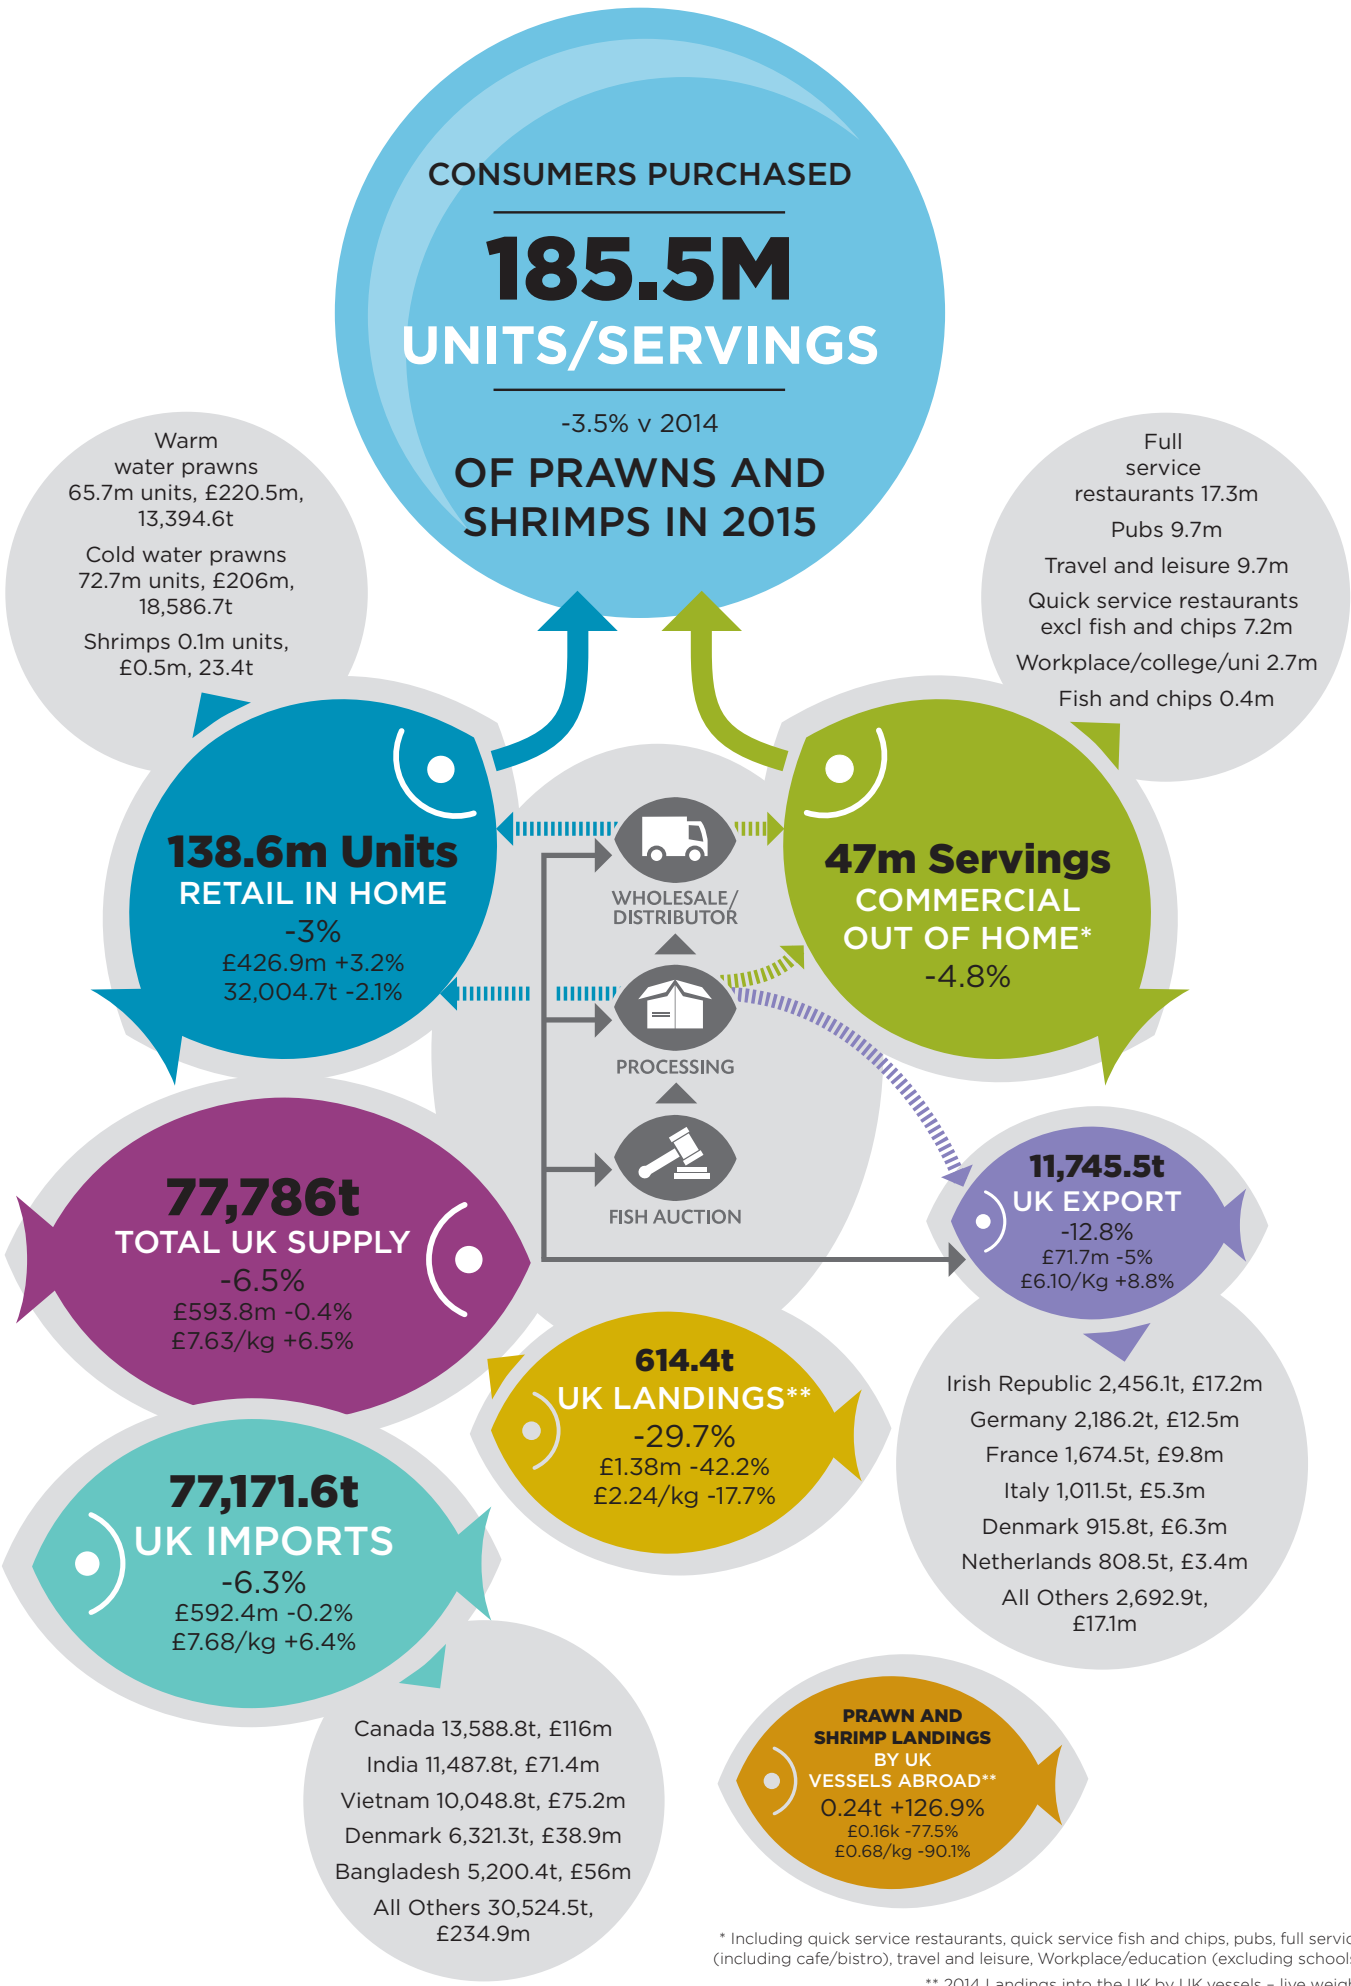 CONSUMERS PURCHASED
185.5M
UNITS/SERVINGS
-3.5% v 2014
OF PRAWNS AND
SHRIMPS IN 2015
Warm
water prawns
65.7m units, £220.5m,
13,394.6t
Cold water prawns
72.7m units, £206m,
18,586.7t
Shrimps 0.1m units,
£0.5m, 23.4t
Full
service
restaurants 17.3m
Pubs 9.7m
Travel and leisure 9.7m
Quick service restaurants
excl fish and chips 7.2m
Workplace/college/uni 2.7m
Fish and chips 0.4m
138.6m Units
RETAIL IN HOME
-3%
£426.9m +3.2%
32,004.7t -2.1%
WHOLESALE/
DISTRIBUTOR
PROCESSING
FISH AUCTION
47m Servings
COMMERCIAL
OUT OF HOME*
-4.8%
77,786t
TOTAL UK SUPPLY
-6.5%
£593.8m -0.4%
£7.63/kg +6.5%
11,745.5t
UK EXPORT
-12.8%
£71.7m -5%
£6.10/Kg +8.8%
614.4t
UK LANDINGS**
-29.7%
£1.38m -42.2%
£2.24/kg -17.7%
Irish Republic 2,456.1t, £17.2m
Germany 2,186.2t, £12.5m
France 1,674.5t, £9.8m
Italy 1,011.5t, £5.3m
Denmark 915.8t, £6.3m
Netherlands 808.5t, £3.4m
All Others 2,692.9t,
£17.1m
77,171.6t
UK IMPORTS
-6.3%
£592.4m -0.2%
£7.68/kg +6.4%
Canada 13,588.8t, £116m
India 11,487.8t, £71.4m
Vietnam 10,048.8t, £75.2m
Denmark 6,321.3t, £38.9m
Bangladesh 5,200.4t, £56m
All Others 30,524.5t,
£234.9m
PRAWN AND
SHRIMP LANDINGS
BY UK
VESSELS ABROAD**
0.24t +126.9%
£0.16k -77.5%
£0.68/kg -90.1%
* Including quick service restaurants, quick service fish and chips, pubs, full servic
(including cafe/bistro), travel and leisure, Workplace/education (excluding schools
** 2014 Landings into the UK by UK vessels – live weigh